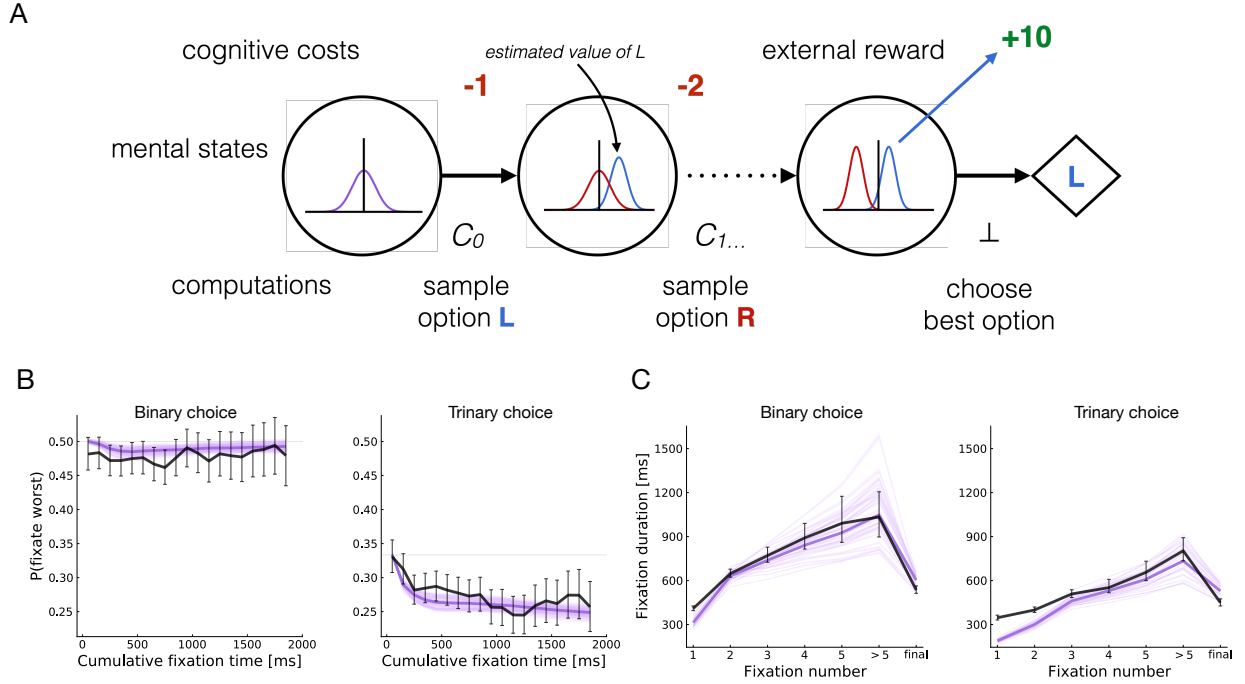 A
cognitive costs
estimated value of L
external reward
+10
-1
-2
mental states
L
C0
C1...
⊥
computations
sample
option L
sample
option R
choose
best option
B
C
Binary choice
Trinary choice
Binary choice
Trinary choice
P(fixate worst)
0.50
0.45
0.40
0.35
0.30
0.25
0
500
1000
1500
2000
Cumulative fixation time [ms]
0.50
0.45
0.40
0.35
0.30
0.25
0
500
1000
1500
2000
Cumulative fixation time [ms]
Fixation duration [ms]
1500
1200
900
600
300
1
2
3
4
5
>5
final
Fixation number
1500
1200
900
600
300
1
2
3
4
5
>5
final
Fixation number